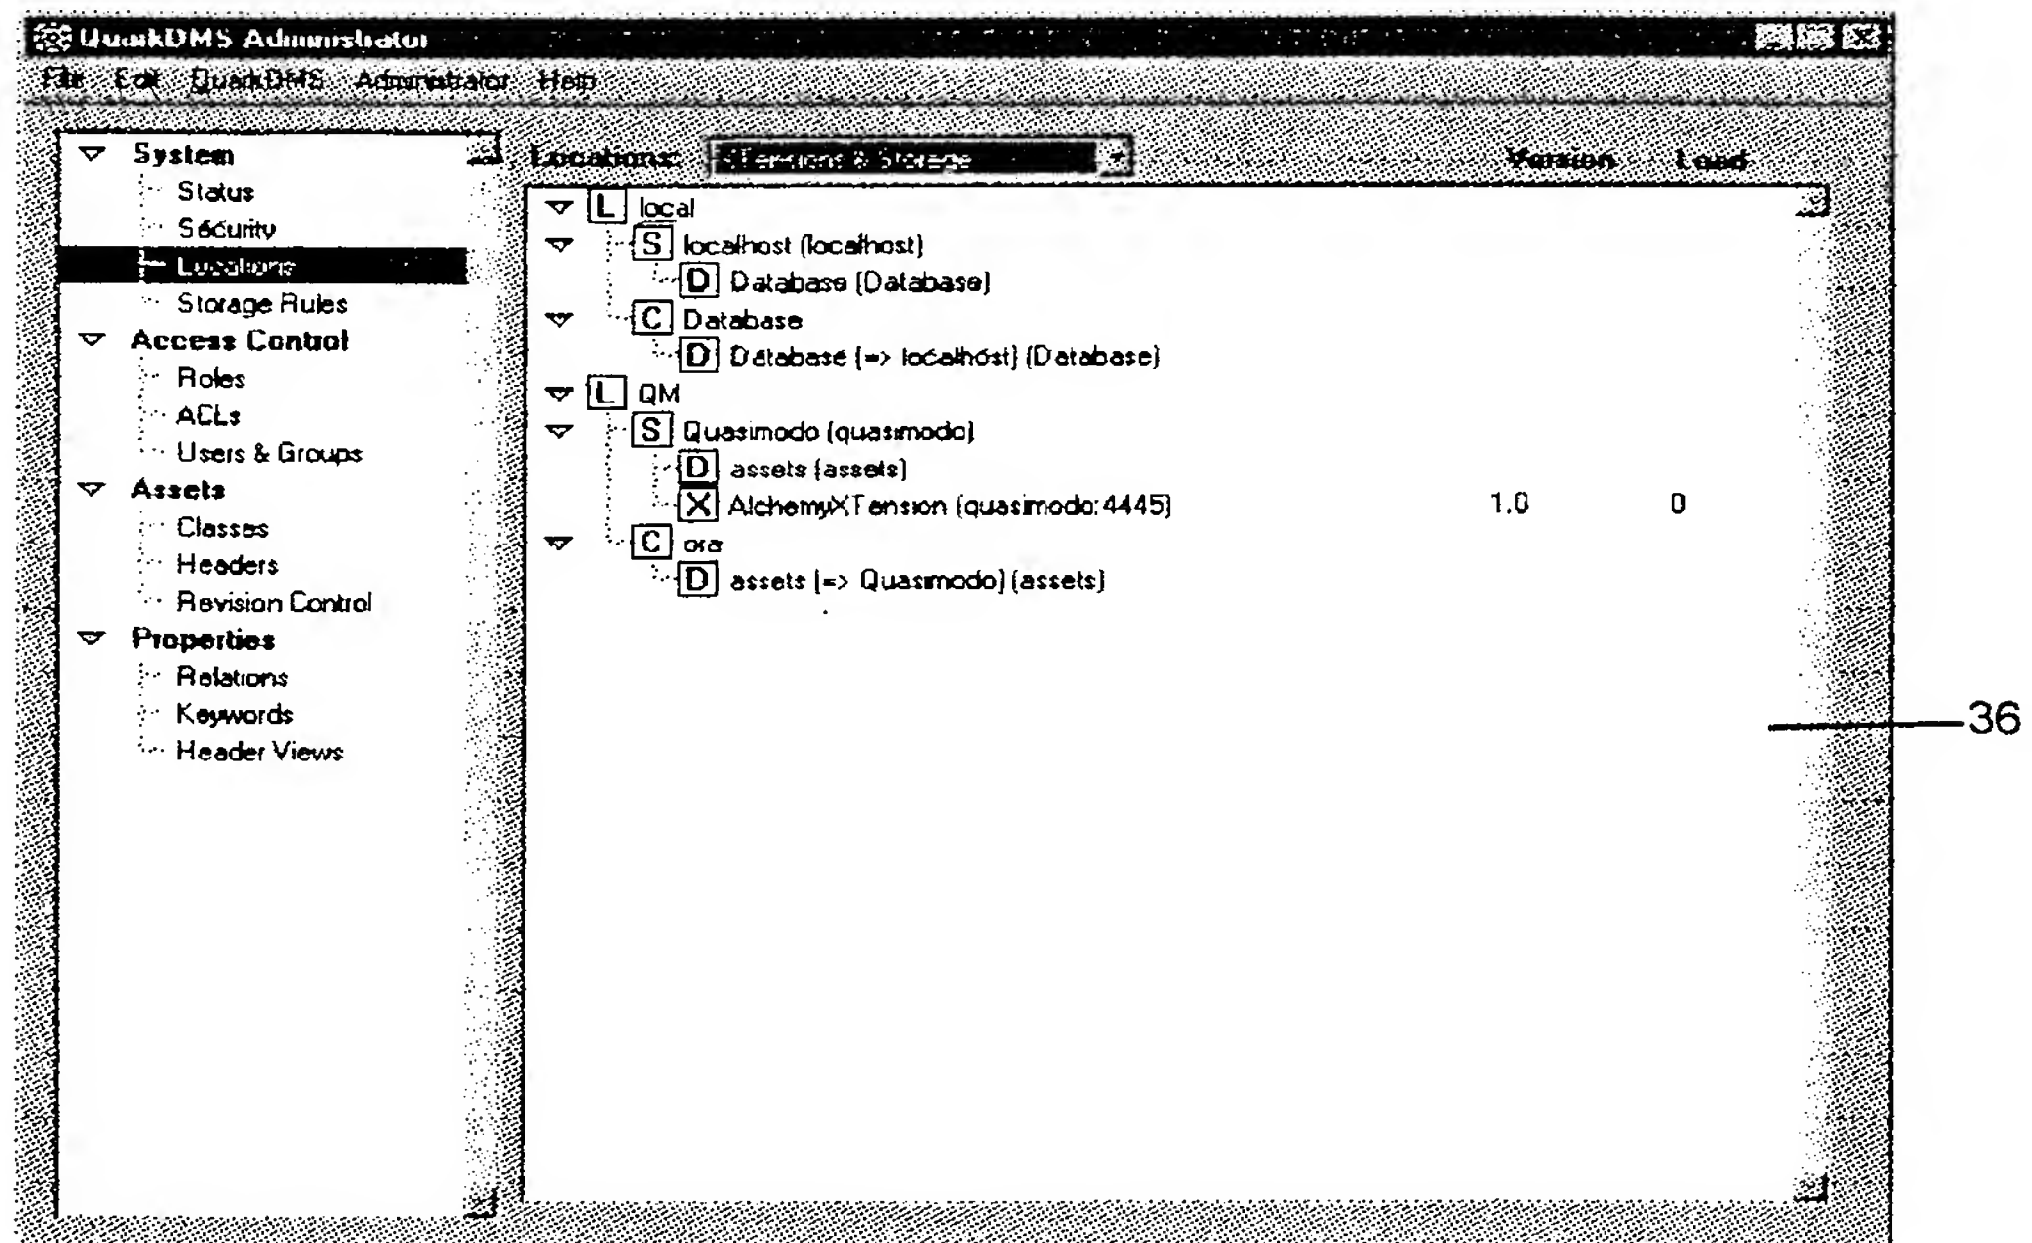 QuarkDMS Administrator
File Edit QuarkDMS Administrator Help
System
Status
Security
Locations
Storage Rules
Access Control
Roles
ACLs
Users & Groups
Assets
Classes
Headers
Revision Control
Properties
Relations
Keywords
Header Views
Locations: XTensions & Storage Version Load
L local
S localhost (localhost)
D Database (Database)
C Database
D Database (=> localhost) (Database)
L QM
S Quasimodo (quasimodo)
D assets (assets)
X AlchemyXTension (quasimodo:4445) 1.0 0
C ora
D assets (=> Quasimodo) (assets)
36